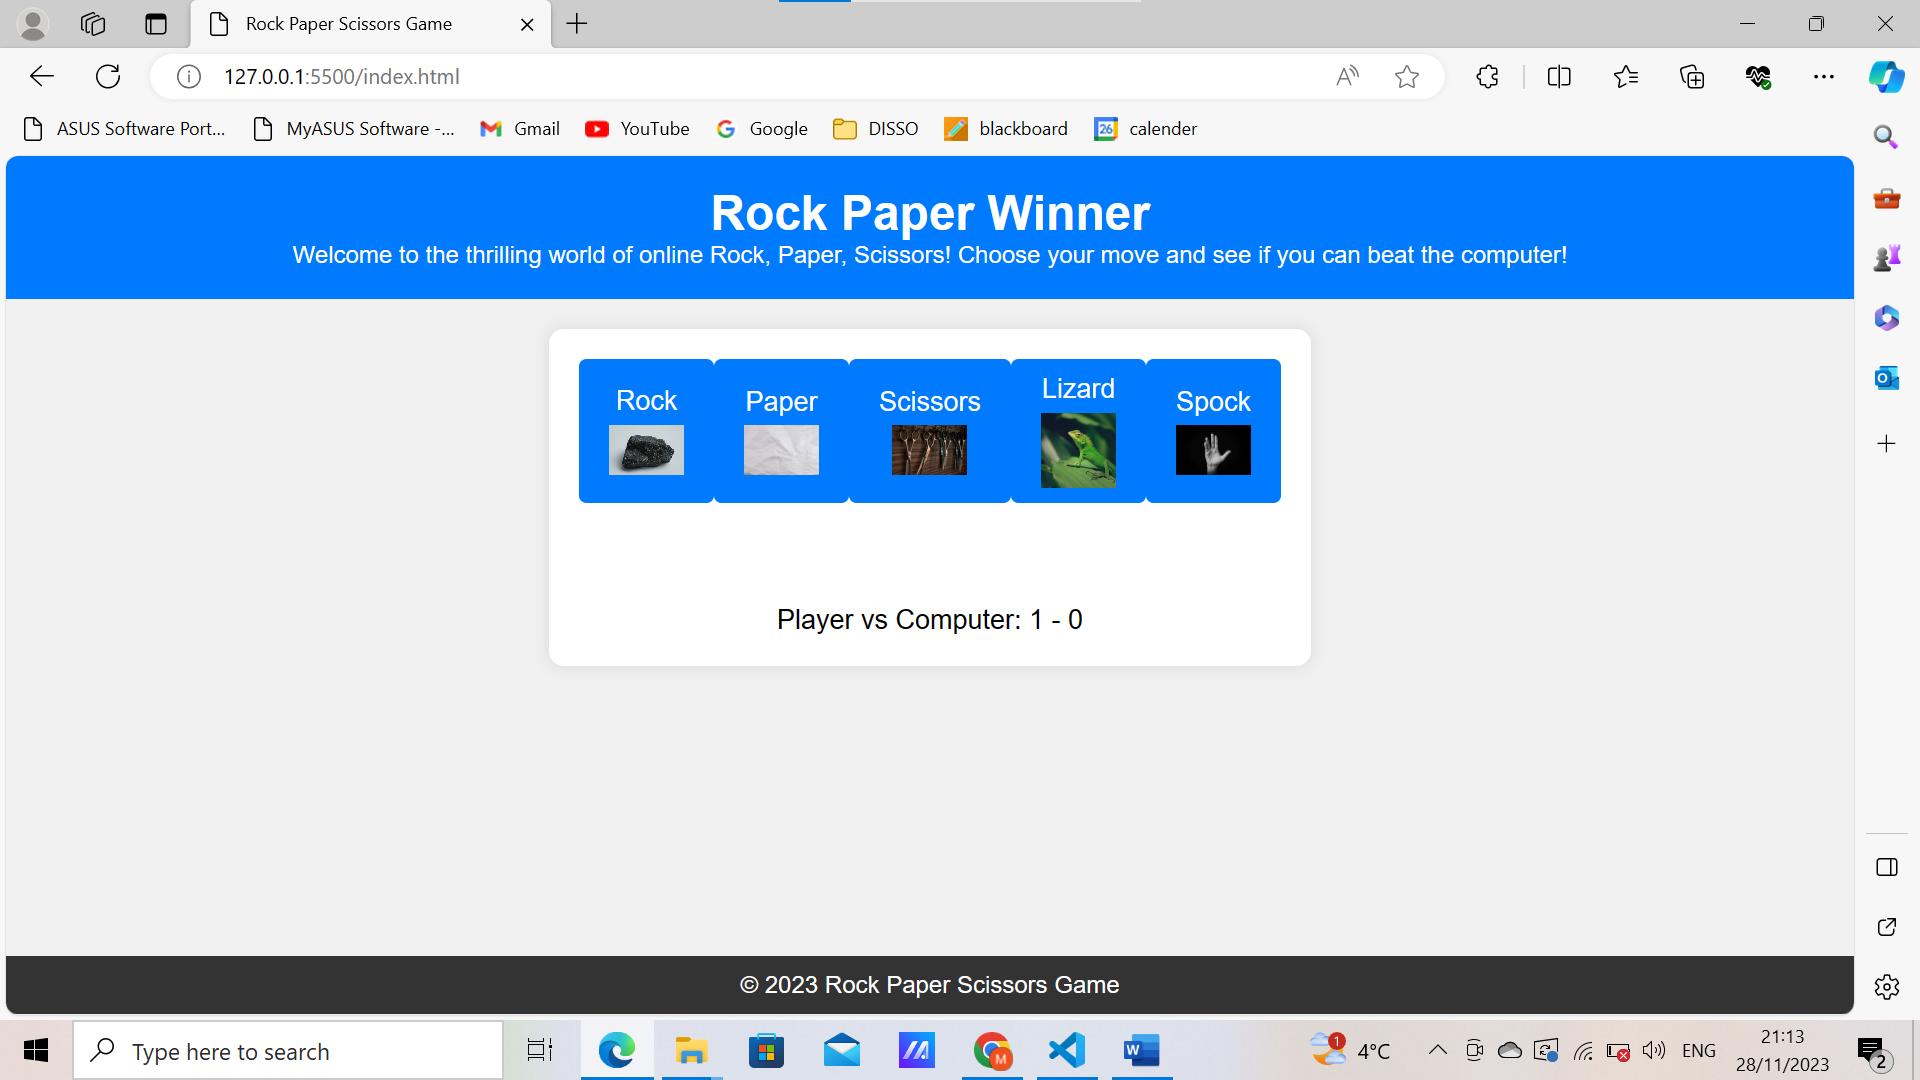 Rock Paper Scissors Game
127.0.0.1:5500/index.html
ASUS Software Port... MyASUS Software -... Gmail YouTube Google DISSO 26 blackboard calender
Rock Paper Winner
Welcome to the thrilling world of online Rock, Paper, Scissors! Choose your move and see if you can beat the computer!
Rock Paper Scissors Lizard Spock
Player vs Computer: 1 - 0
© 2023 Rock Paper Scissors Game
Type here to search
1 4°C ENG
21:13
28/11/2023
2